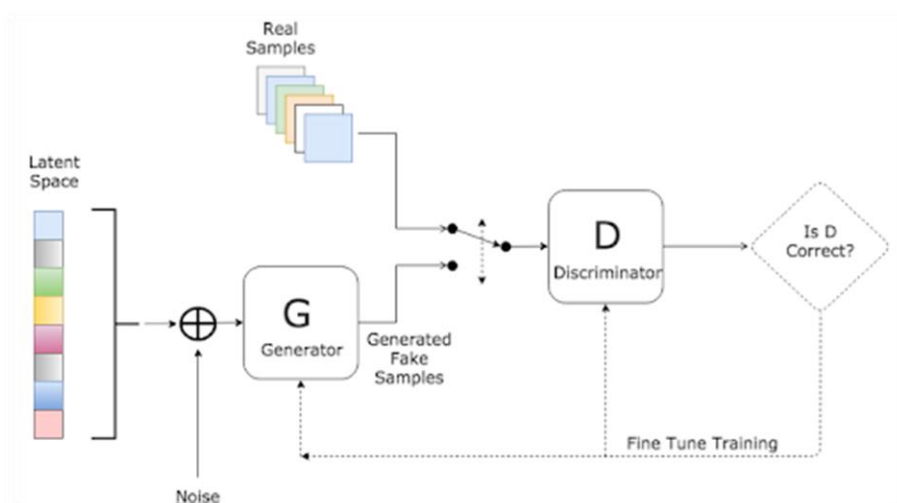 Real
Samples
Latent
Space
D
Discriminator
Is D
Correct?
G
Generator
Generated
Fake
Samples
Fine Tune Training
Noise